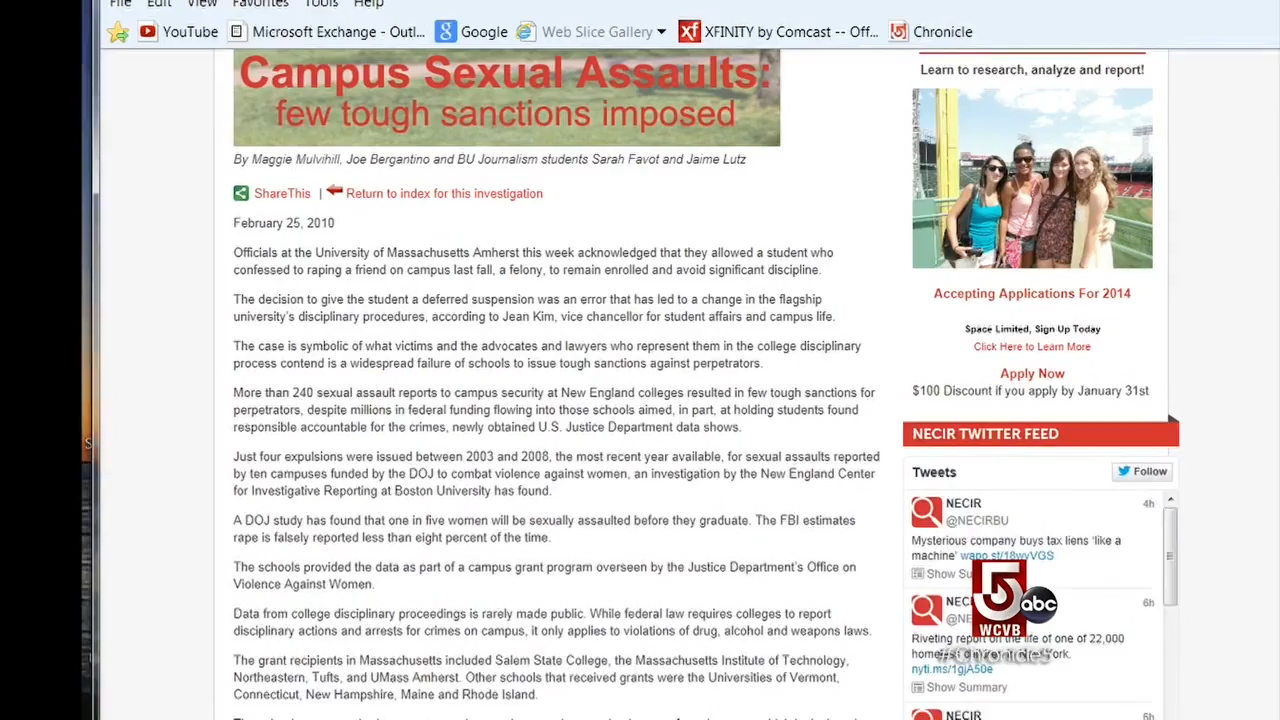 File Edit View Favorites Tools Help
YouTube Microsoft Exchange - Outl... Google Web Slice Gallery XFINITY by Comcast -- Off... Chronicle
Campus Sexual Assaults:
few tough sanctions imposed
By Maggie Mulvihill, Joe Bergantino and BU Journalism students Sarah Favot and Jaime Lutz
ShareThis | Return to index for this investigation
February 25, 2010
Officials at the University of Massachusetts Amherst this week acknowledged that they allowed a student who
confessed to raping a friend on campus last fall, a felony, to remain enrolled and avoid significant discipline.
The decision to give the student a deferred suspension was an error that has led to a change in the flagship
university's disciplinary procedures, according to Jean Kim, vice chancellor for student affairs and campus life.
The case is symbolic of what victims and the advocates and lawyers who represent them in the college disciplinary
process contend is a widespread failure of schools to issue tough sanctions against perpetrators.
More than 240 sexual assault reports to campus security at New England colleges resulted in few tough sanctions for
perpetrators, despite millions in federal funding flowing into those schools aimed, in part, at holding students found
responsible accountable for the crimes, newly obtained U.S. Justice Department data shows.
Just four expulsions were issued between 2003 and 2008, the most recent year available, for sexual assaults reported
by ten campuses funded by the DOJ to combat violence against women, an investigation by the New England Center
for Investigative Reporting at Boston University has found.
A DOJ study has found that one in five women will be sexually assaulted before they graduate. The FBI estimates
rape is falsely reported less than eight percent of the time.
The schools provided the data as part of a campus grant program overseen by the Justice Department's Office on
Violence Against Women.
Data from college disciplinary proceedings is rarely made public. While federal law requires colleges to report
disciplinary actions and arrests for crimes on campus, it only applies to violations of drug, alcohol and weapons laws.
The grant recipients in Massachusetts included Salem State College, the Massachusetts Institute of Technology,
Northeastern, Tufts, and UMass Amherst. Other schools that received grants were the Universities of Vermont,
Connecticut, New Hampshire, Maine and Rhode Island.
Learn to research, analyze and report!
Accepting Applications For 2014
Space Limited, Sign Up Today
Click Here to Learn More
Apply Now
$100 Discount if you apply by January 31st
NECIR TWITTER FEED
Tweets Follow
NECIR 4h
@NECIRBU
Mysterious company buys tax liens 'like a
machine' wapo.st/18wyVGS
Show
6h
Riveting report on the life of one of 22,000
York.
nyti.ms/1gjA50e
Show Summary
NECIR 6h
5 abc
WCVB
#Chronicle5